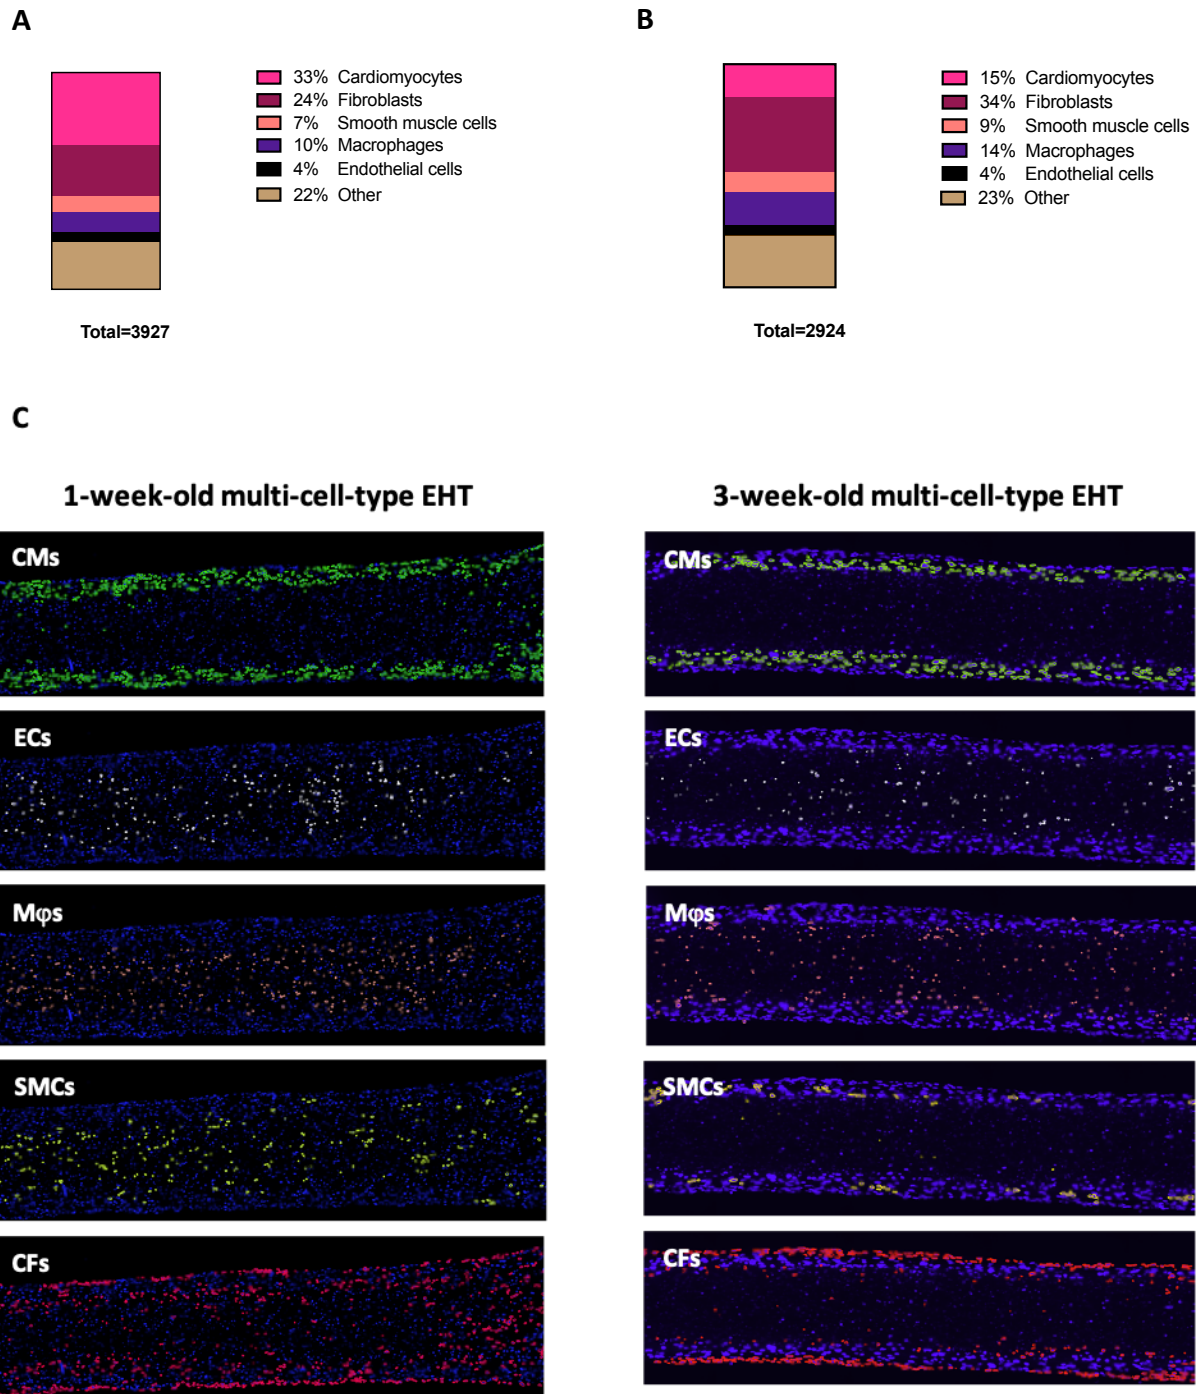 A
33% Cardiomyocytes
24% Fibroblasts
7% Smooth muscle cells
10% Macrophages
4% Endothelial cells
22% Other
Total=3927
B
15% Cardiomyocytes
34% Fibroblasts
9% Smooth muscle cells
14% Macrophages
4% Endothelial cells
23% Other
Total=2924
C
1-week-old multi-cell-type EHT
CMs
ECs
Mφs
SMCs
CFs
3-week-old multi-cell-type EHT
CMs
ECs
Mφs
SMCs
CFs